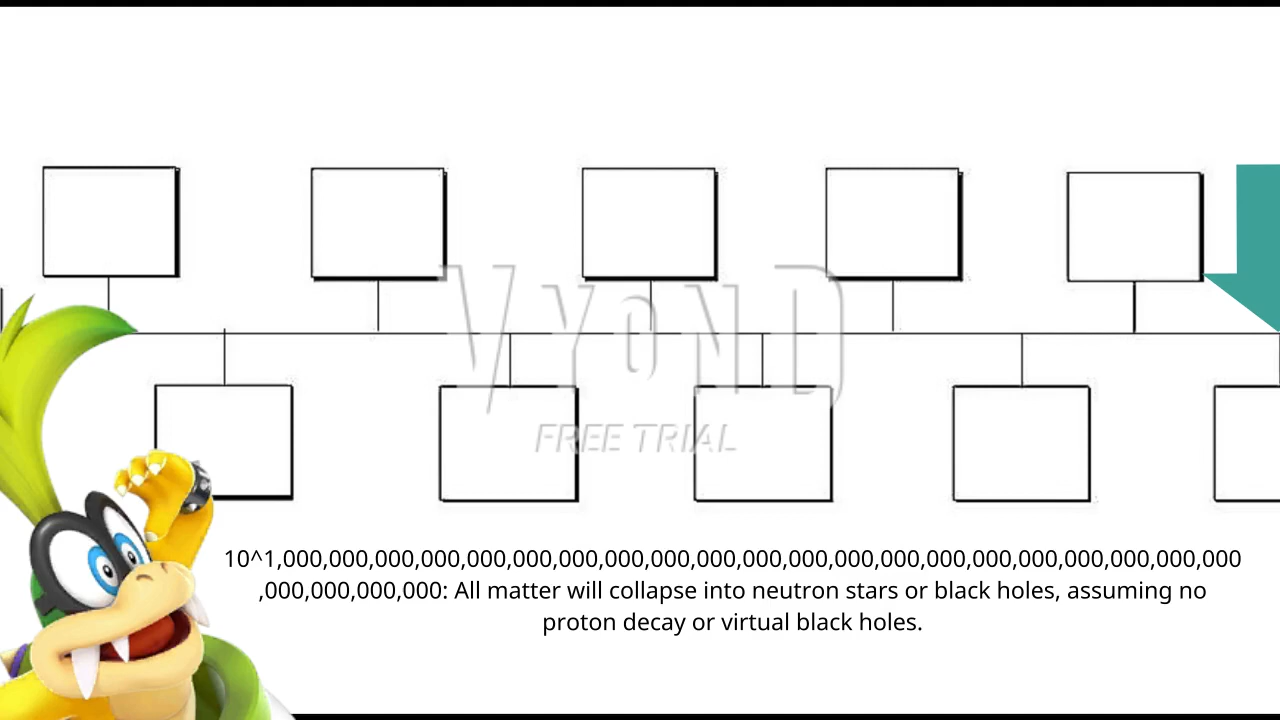 VYOND
FREE TRIAL
10^1,000,000,000,000,000,000,000,000,000,000,000,000,000,000,000,000,000,000,000,000,000
,000,000,000,000: All matter will collapse into neutron stars or black holes, assuming no
proton decay or virtual black holes.